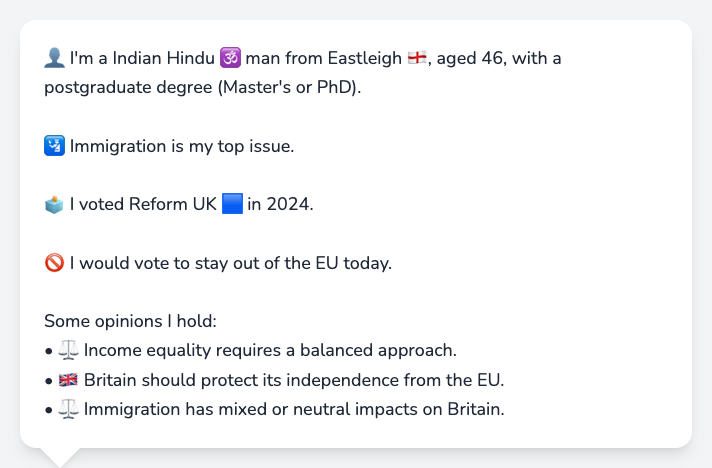 👤 I'm a Indian Hindu 🕉️ man from Eastleigh 🏴󠁧󠁢󠁥󠁮󠁧󠁿, aged 46, with a
postgraduate degree (Master's or PhD).
🛂 Immigration is my top issue.
🗳️ I voted Reform UK 🟦 in 2024.
🚫 I would vote to stay out of the EU today.
Some opinions I hold:
• ⚖️ Income equality requires a balanced approach.
• 🇬🇧 Britain should protect its independence from the EU.
• ⚖️ Immigration has mixed or neutral impacts on Britain.